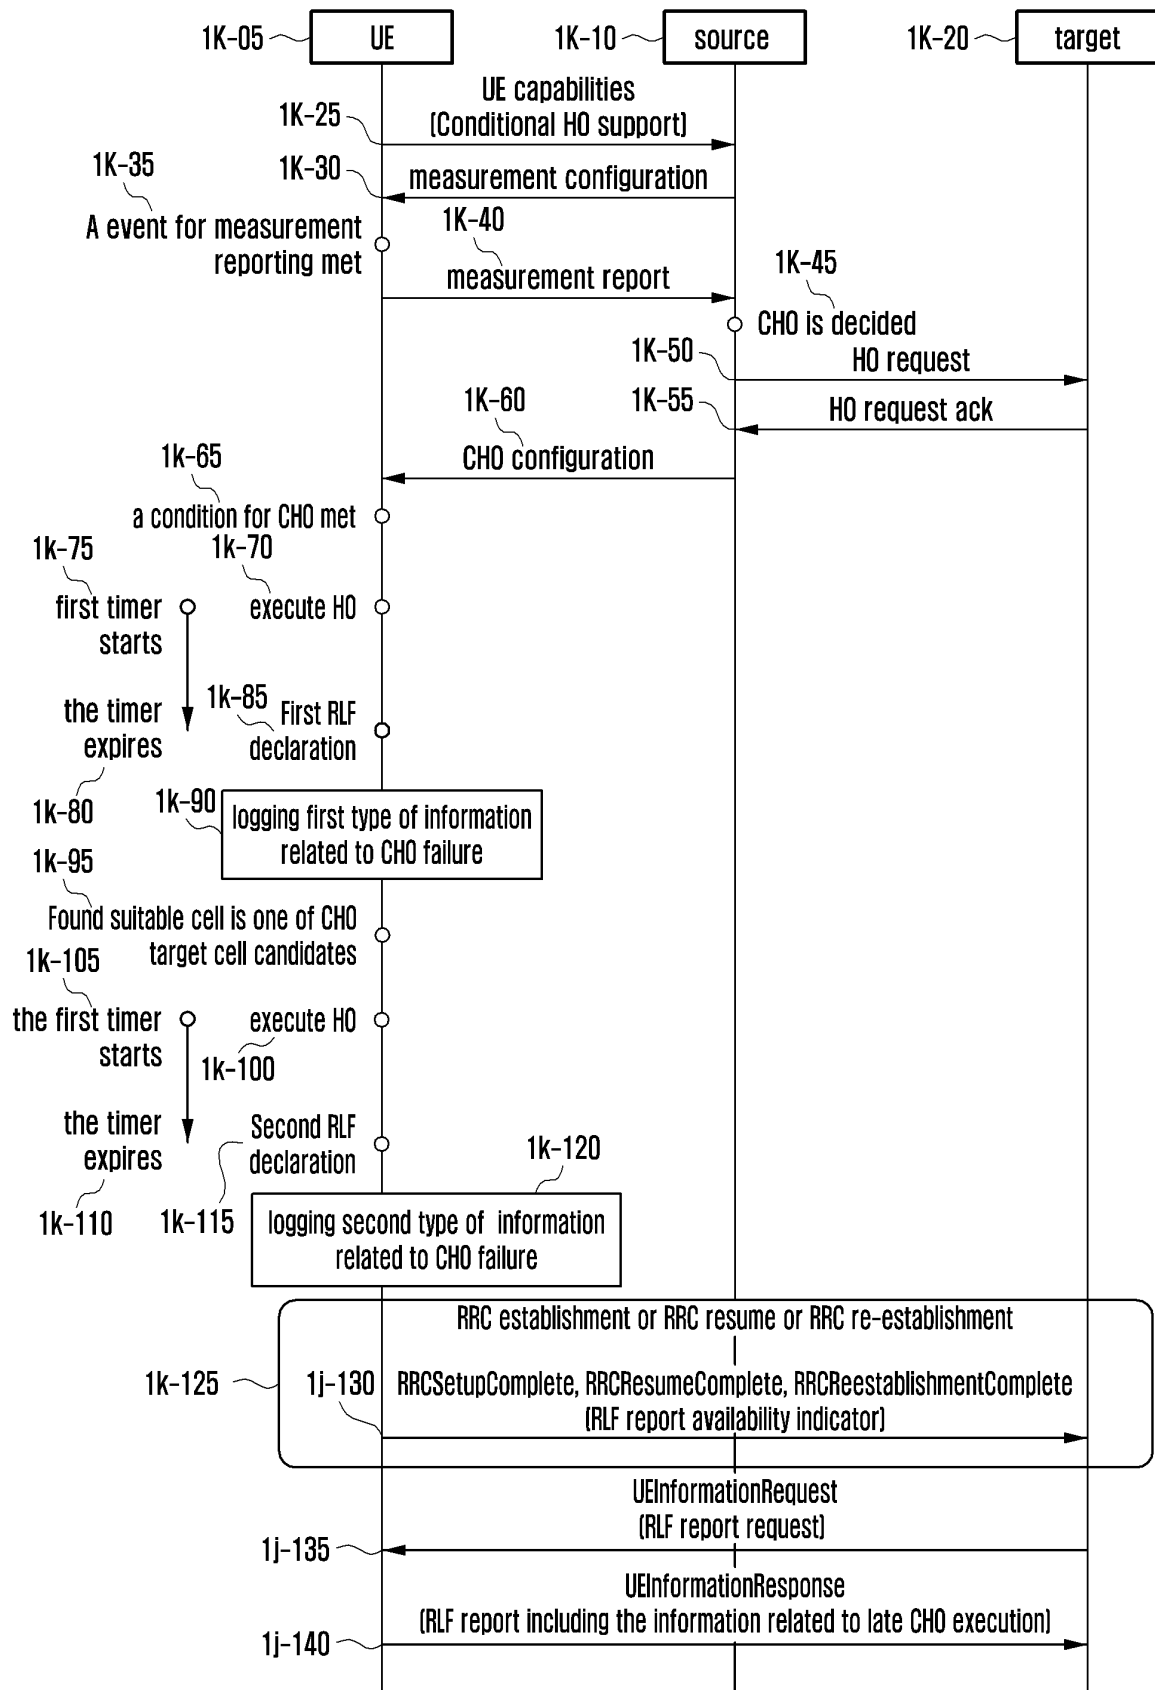 1K-05
UE
1K-10
source
1K-20
target
UE capabilities
(Conditional HO support)
1K-25
1K-35
1K-30
measurement configuration
A event for measurement
reporting met
1K-40
measurement report
1K-45
CHO is decided
1K-50
HO request
1K-60
1K-55
HO request ack
1k-65
CHO configuration
a condition for CHO met
1k-75
1k-70
first timer
starts
execute HO
1k-85
the timer
expires
First RLF
declaration
1k-80
1k-90
logging first type of information
related to CHO failure
1k-95
Found suitable cell is one of CHO
target cell candidates
1k-105
the first timer
starts
execute HO
1k-100
the timer
expires
Second RLF
declaration
1k-120
1k-110
1k-115
logging second type of information
related to CHO failure
RRC establishment or RRC resume or RRC re-establishment
1k-125
1j-130
RRCSetupComplete, RRCResumeComplete, RRCReestablishmentComplete
(RLF report availability indicator)
UEInformationRequest
(RLF report request)
1j-135
UEInformationResponse
(RLF report including the information related to late CHO execution)
1j-140